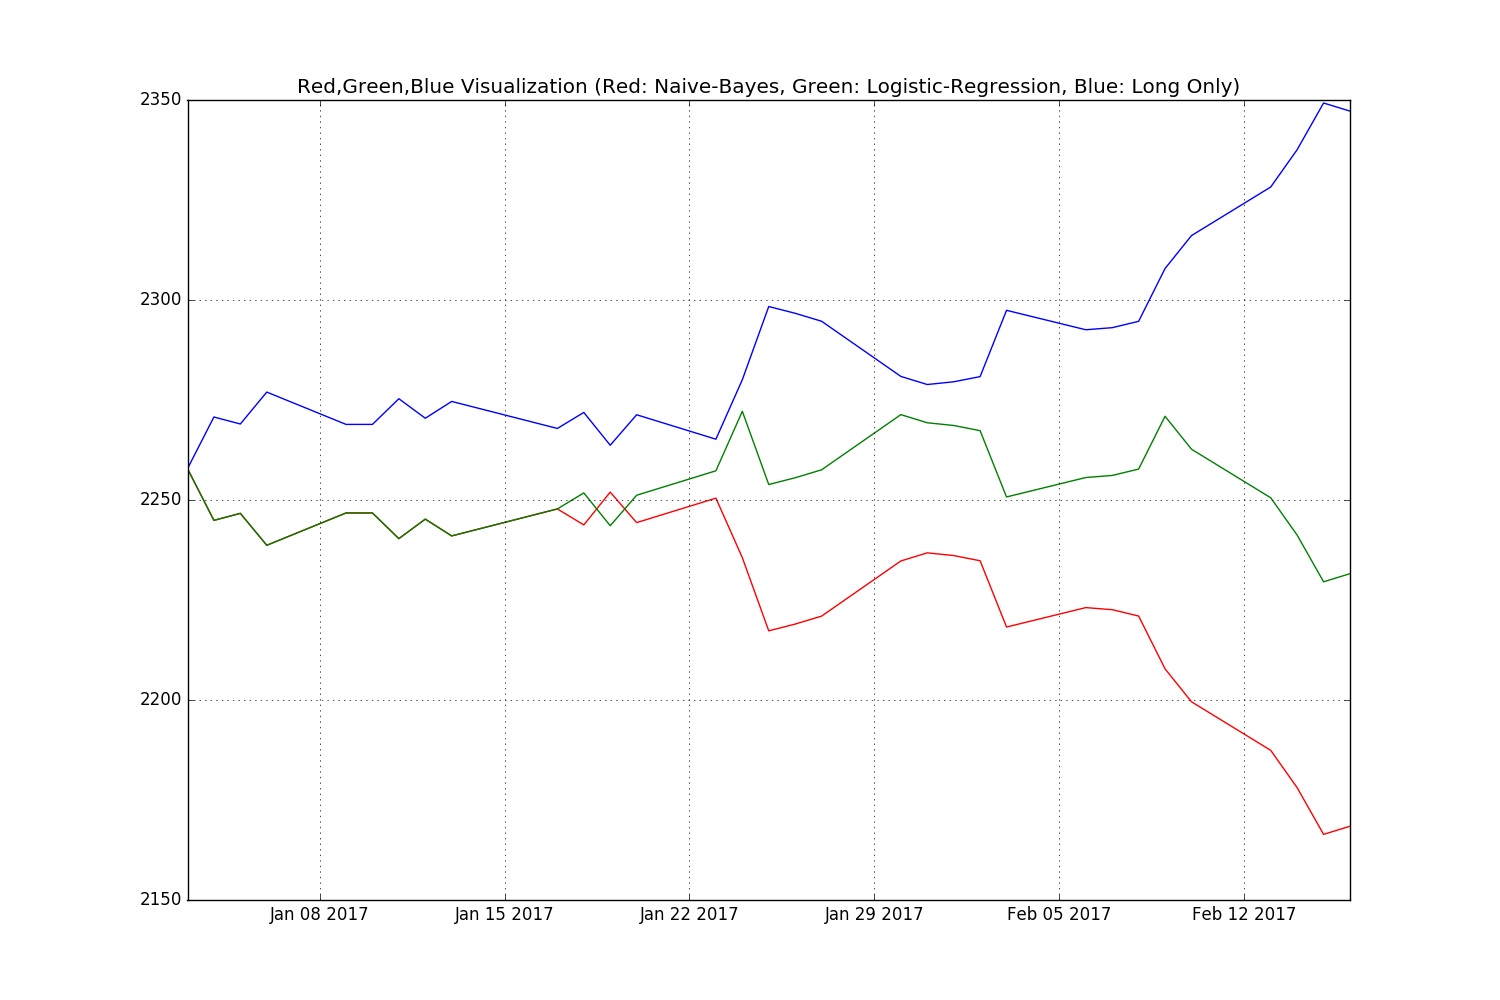 Red,Green,Blue Visualization (Red: Naive-Bayes, Green: Logistic-Regression, Blue: Long Only)
2350
2300
2250
2200
2150
Jan 08 2017
Jan 15 2017
Jan 22 2017
Jan 29 2017
Feb 05 2017
Feb 12 2017